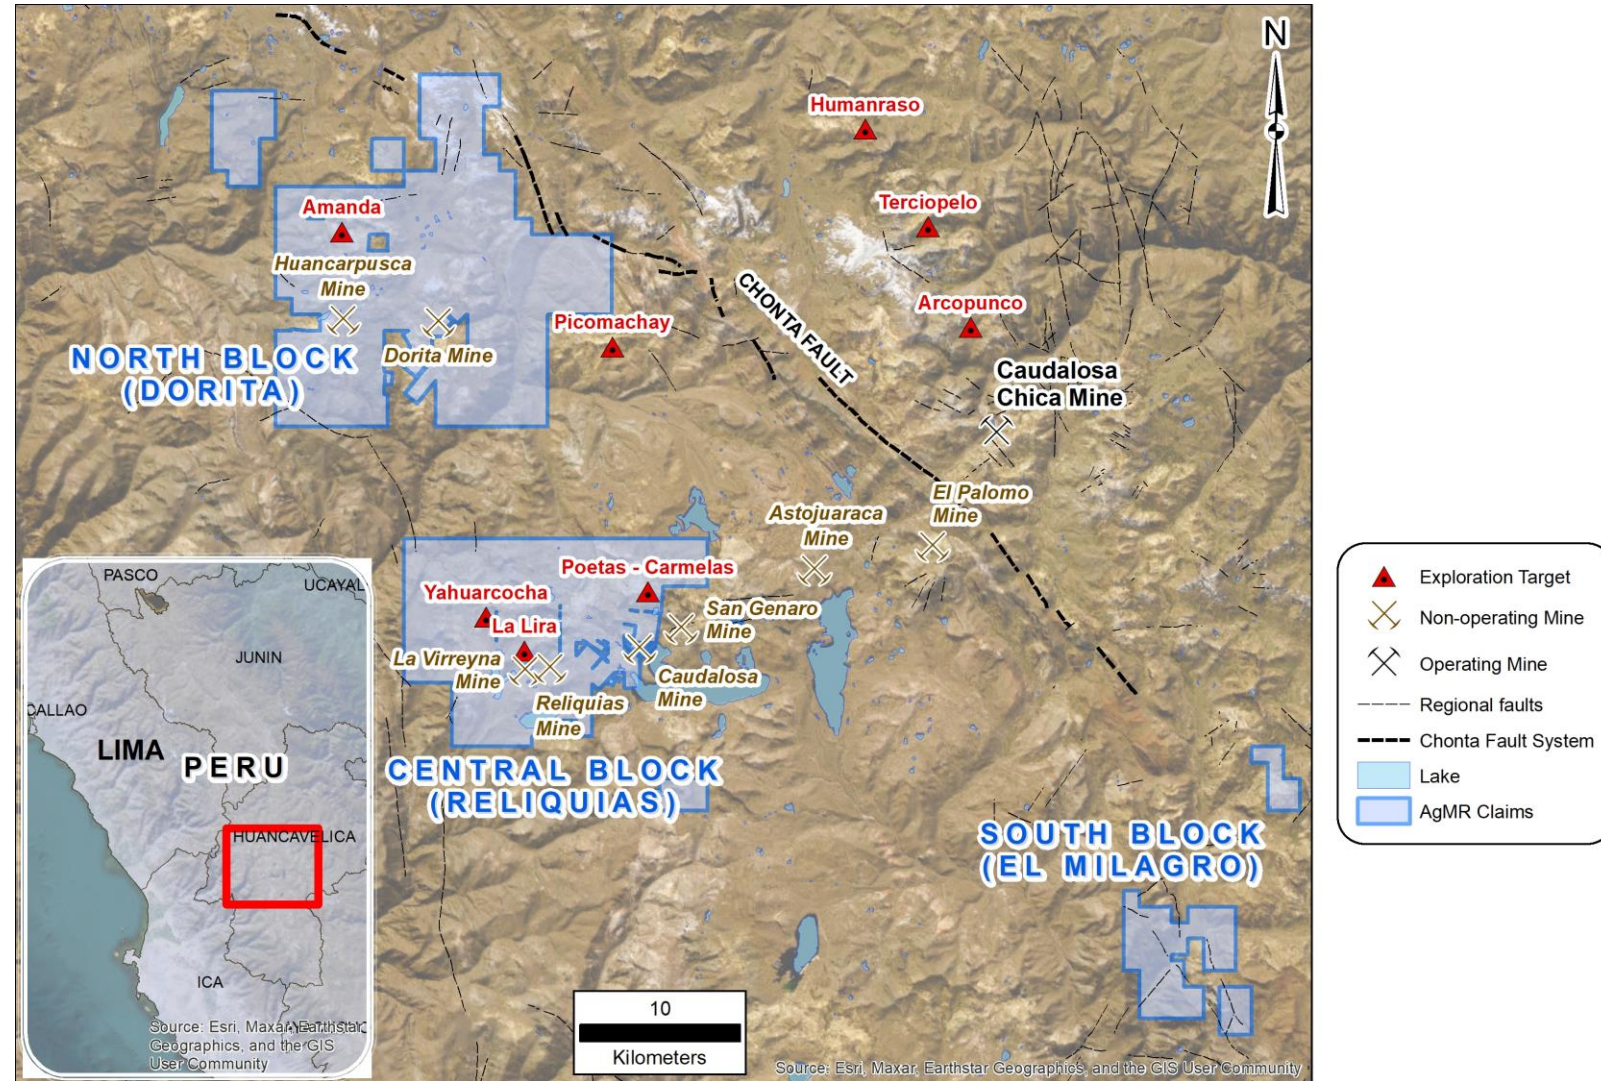 N
Humanraso
Terciopelo
Amanda
Huancarpusca
Mine
Arcopunco
Picomachay
CHONTA FAULT
Dorita Mine
NORTH BLOCK
(DORITA)
Caudalosa
Chica Mine
El Palomo
Mine
Astojuaraca
Mine
Poetas - Carmelas
Yahuarcocha
San Genaro
Mine
La Lira
La Virreyna
Mine
Caudalosa
Mine
Reliquias
Mine
CENTRAL BLOCK
(RELIQUIAS)
SOUTH BLOCK
(EL MILAGRO)
10
Kilometers
Source: Esri, Maxar, Earthstar Geographics, and the GIS User Community
PASCO
UCAYAL
JUNIN
CALLAO
LIMA
PERU
HUANCAVELICA
ICA
Source: Esri, Maxar, Earthstar
Geographics, and the GIS
User Community
Exploration Target
Non-operating Mine
Operating Mine
Regional faults
Chonta Fault System
Lake
AgMR Claims